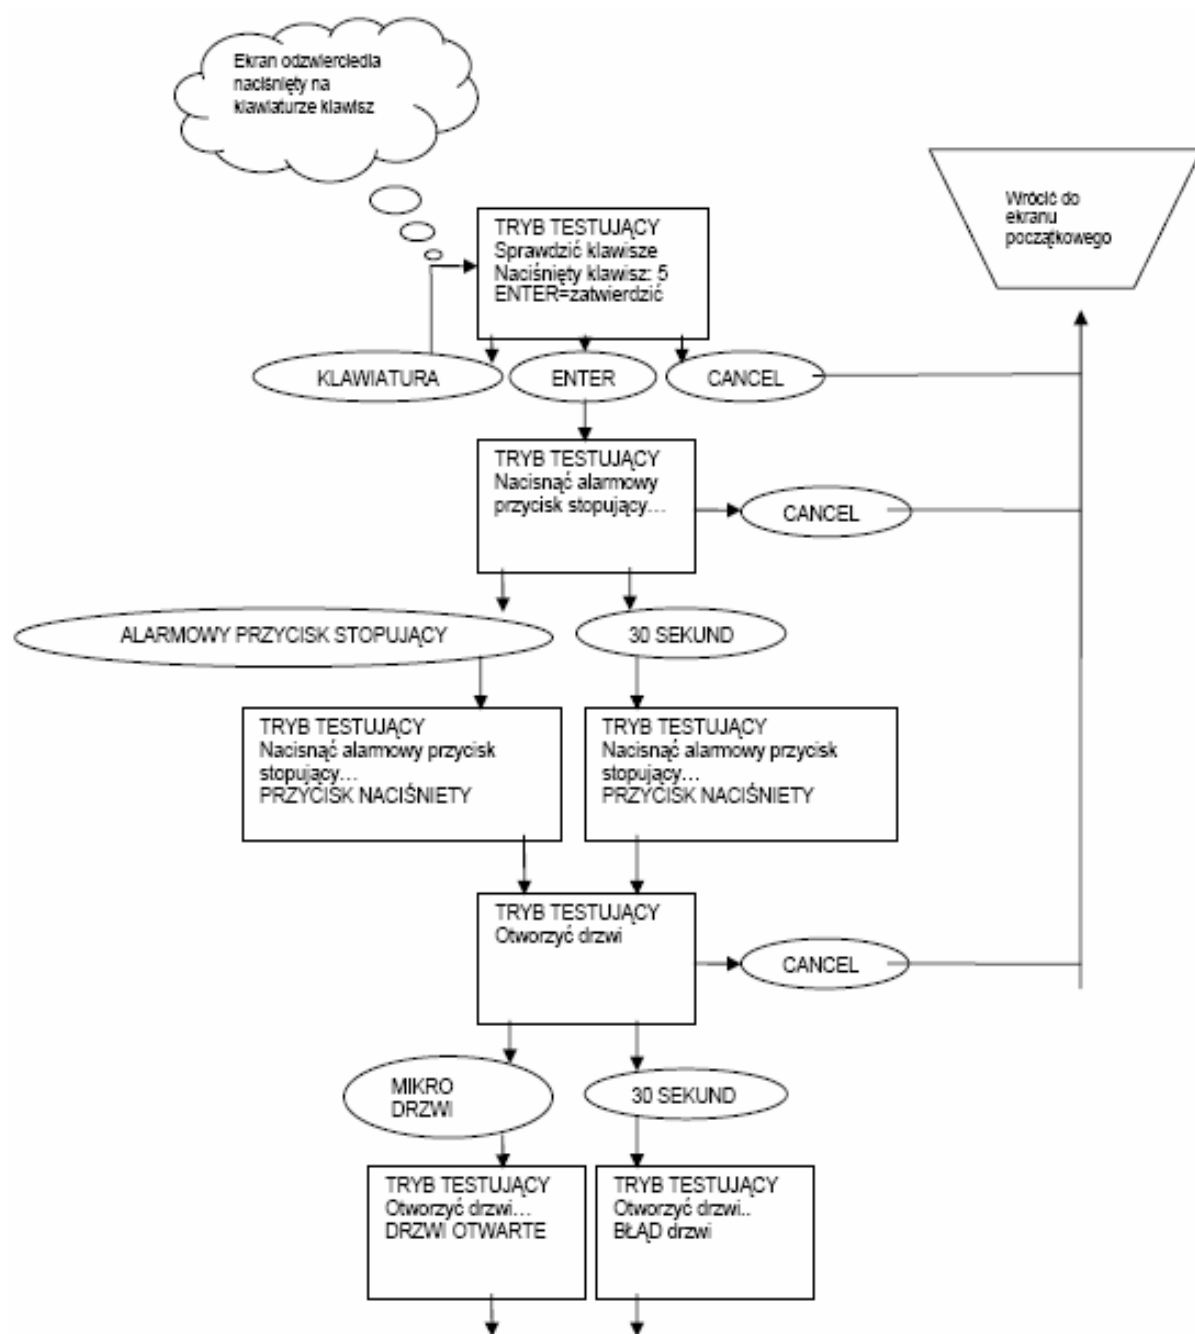 Ekran odzwierciedla
naciśnięty na
klawiaturze klawisz
Wrócić do
ekranu
początkowego
TRYB TESTUJĄCY
Sprawdzić klawisze
Naciśnięty klawisz: 5
ENTER=zatwierdzić
KLAWIATURA
ENTER
CANCEL
TRYB TESTUJĄCY
Nacisnąć alarmowy
przycisk stopujący…
CANCEL
ALARMOWY PRZYCISK STOPUJĄCY
30 SEKUND
TRYB TESTUJĄCY
Nacisnąć alarmowy przycisk
stopujący…
PRZYCISK NACIŚNIETY
TRYB TESTUJĄCY
Nacisnąć alarmowy przycisk
stopujący…
PRZYCISK NACIŚNIETY
TRYB TESTUJĄCY
Otworzyć drzwi
CANCEL
MIKRO
DRZWI
30 SEKUND
TRYB TESTUJĄCY
Otworzyć drzwi…
DRZWI OTWARTE
TRYB TESTUJĄCY
Otworzyć drzwi..
BŁĄD drzwi